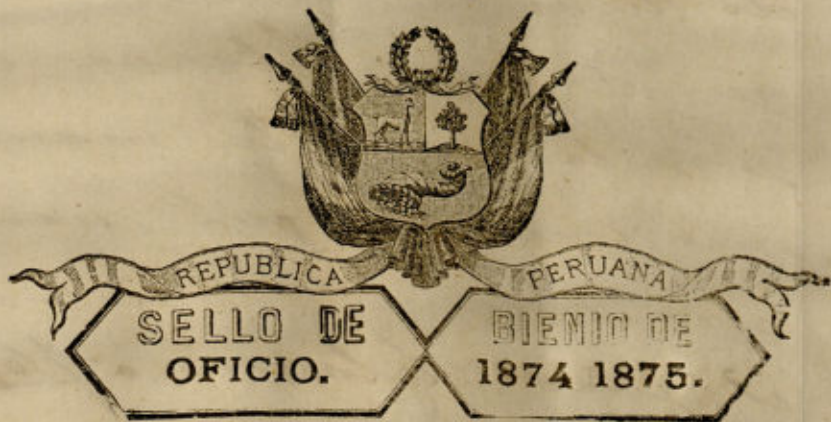 REPUBLICA PERUANA
SELLO DE BIENIO DE
OFICIO. 1874 1875.